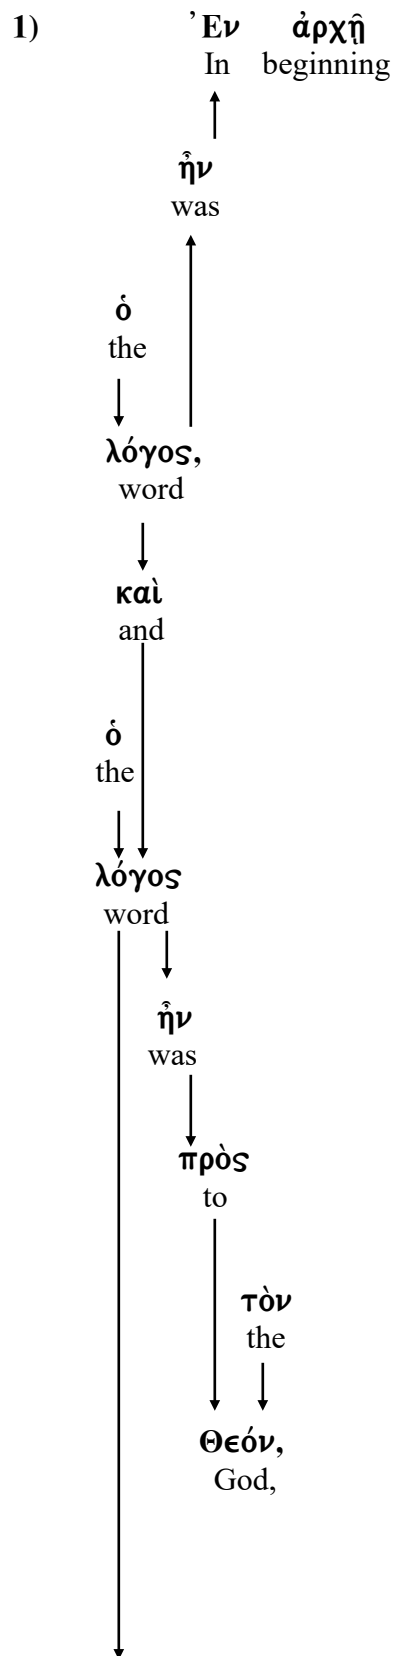 1) ᾿Εν ἀρχῇ
In beginning
ἦν
was
ὁ
the
λόγος,
word
καὶ
and
ὁ
the
λόγος
word
ἦν
was
πρὸς
to
τὸν
the
Θεόν,
God,